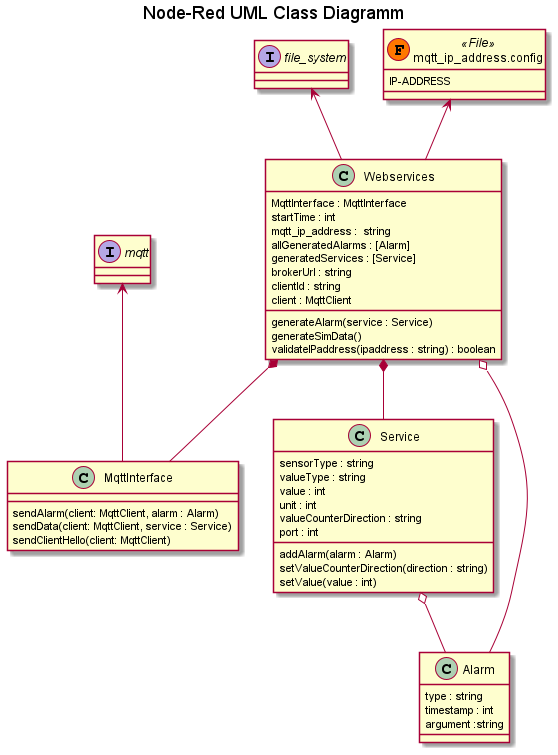 Node-Red UML Class Diagramm
I file_system
F «File»
mqtt_ip_address.config
IP-ADDRESS
C Webservices
MqttInterface : MqttInterface
startTime : int
mqtt_ip_address : string
allGeneratedAlarms : [Alarm]
generatedServices : [Service]
brokerUrl : string
clientId : string
client : MqttClient
generateAlarm(service : Service)
generateSimData()
validateIPaddress(ipaddress : string) : boolean
I mqtt
C MqttInterface
sendAlarm(client: MqttClient, alarm : Alarm)
sendData(client: MqttClient, service : Service)
sendClientHello(client: MqttClient)
C Service
sensorType : string
valueType : string
value : int
unit : int
valueCounterDirection : string
port : int
addAlarm(alarm : Alarm)
setValueCounterDirection(direction : string)
setValue(value : int)
C Alarm
type : string
timestamp : int
argument :string